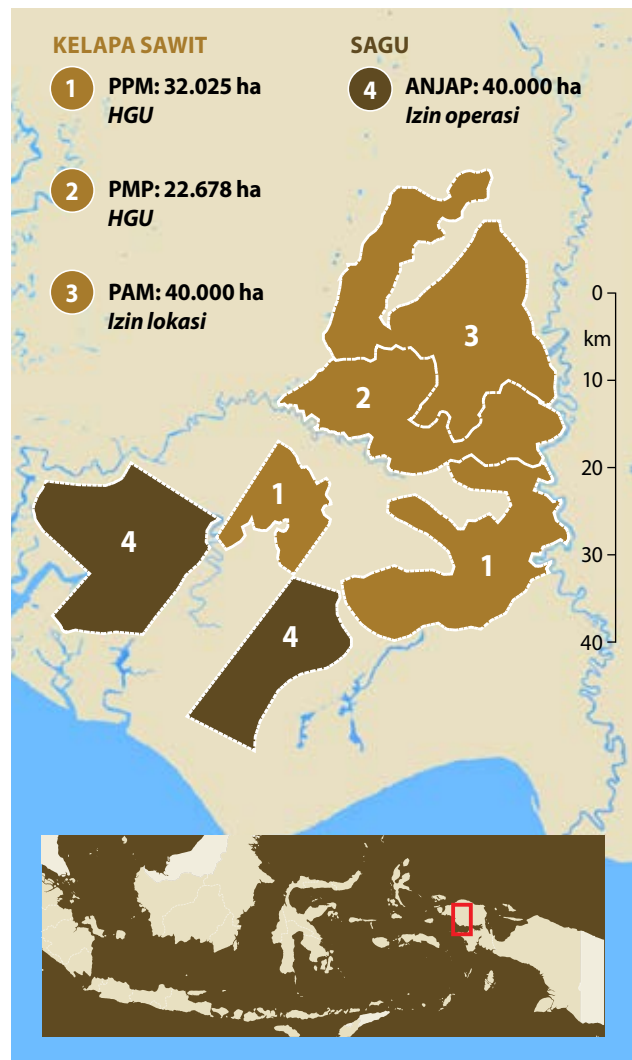 KELAPA SAWIT
1
PPM: 32.025 ha
HGU
2
PMP: 22.678 ha
HGU
3
PAM: 40.000 ha
Izin lokasi
SAGU
4
ANJAP: 40.000 ha
Izin operasi
3
2
1
1
4
4
0
km
10
20
30
40